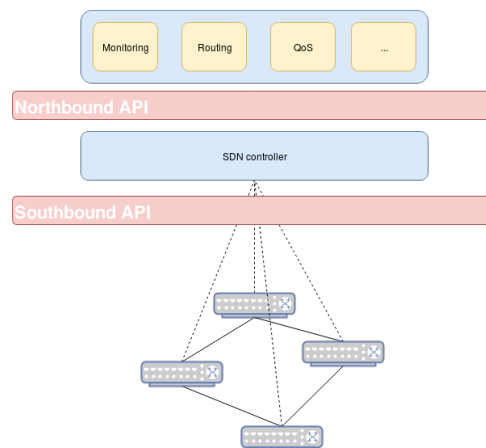 Monitoring
Routing
QoS
...
Northbound API
SDN controller
Southbound API